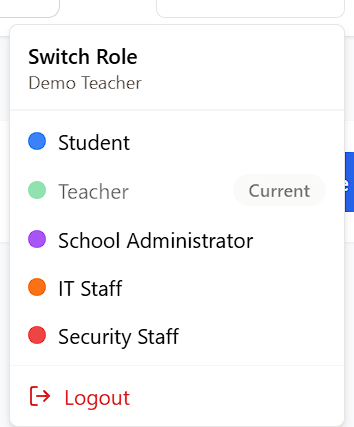 Switch Role
Demo Teacher
Student
Teacher Current
School Administrator
IT Staff
Security Staff
Logout